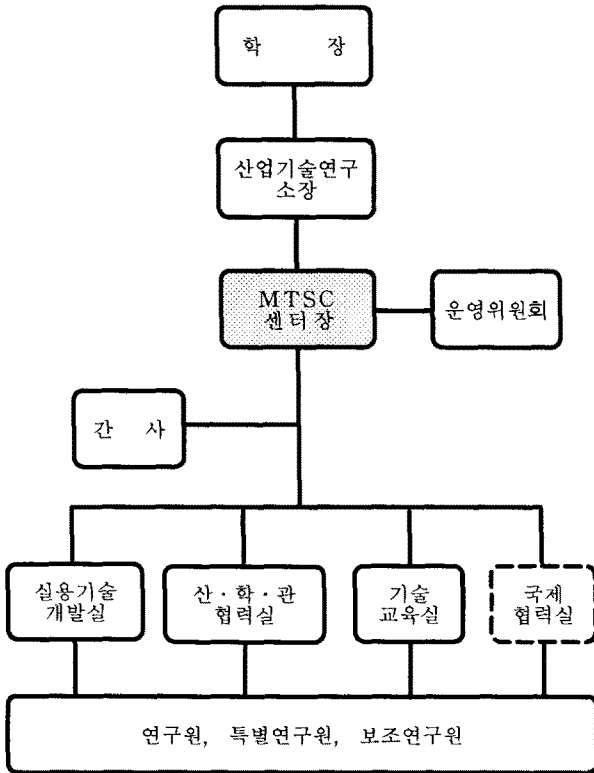 학 장
산업기술연구
소장
MTSC
센터장
운영위원회
간 사
실용기술
개발실
산·학·관
협력실
기술
교육실
국제
협력실
연구원, 특별연구원, 보조연구원